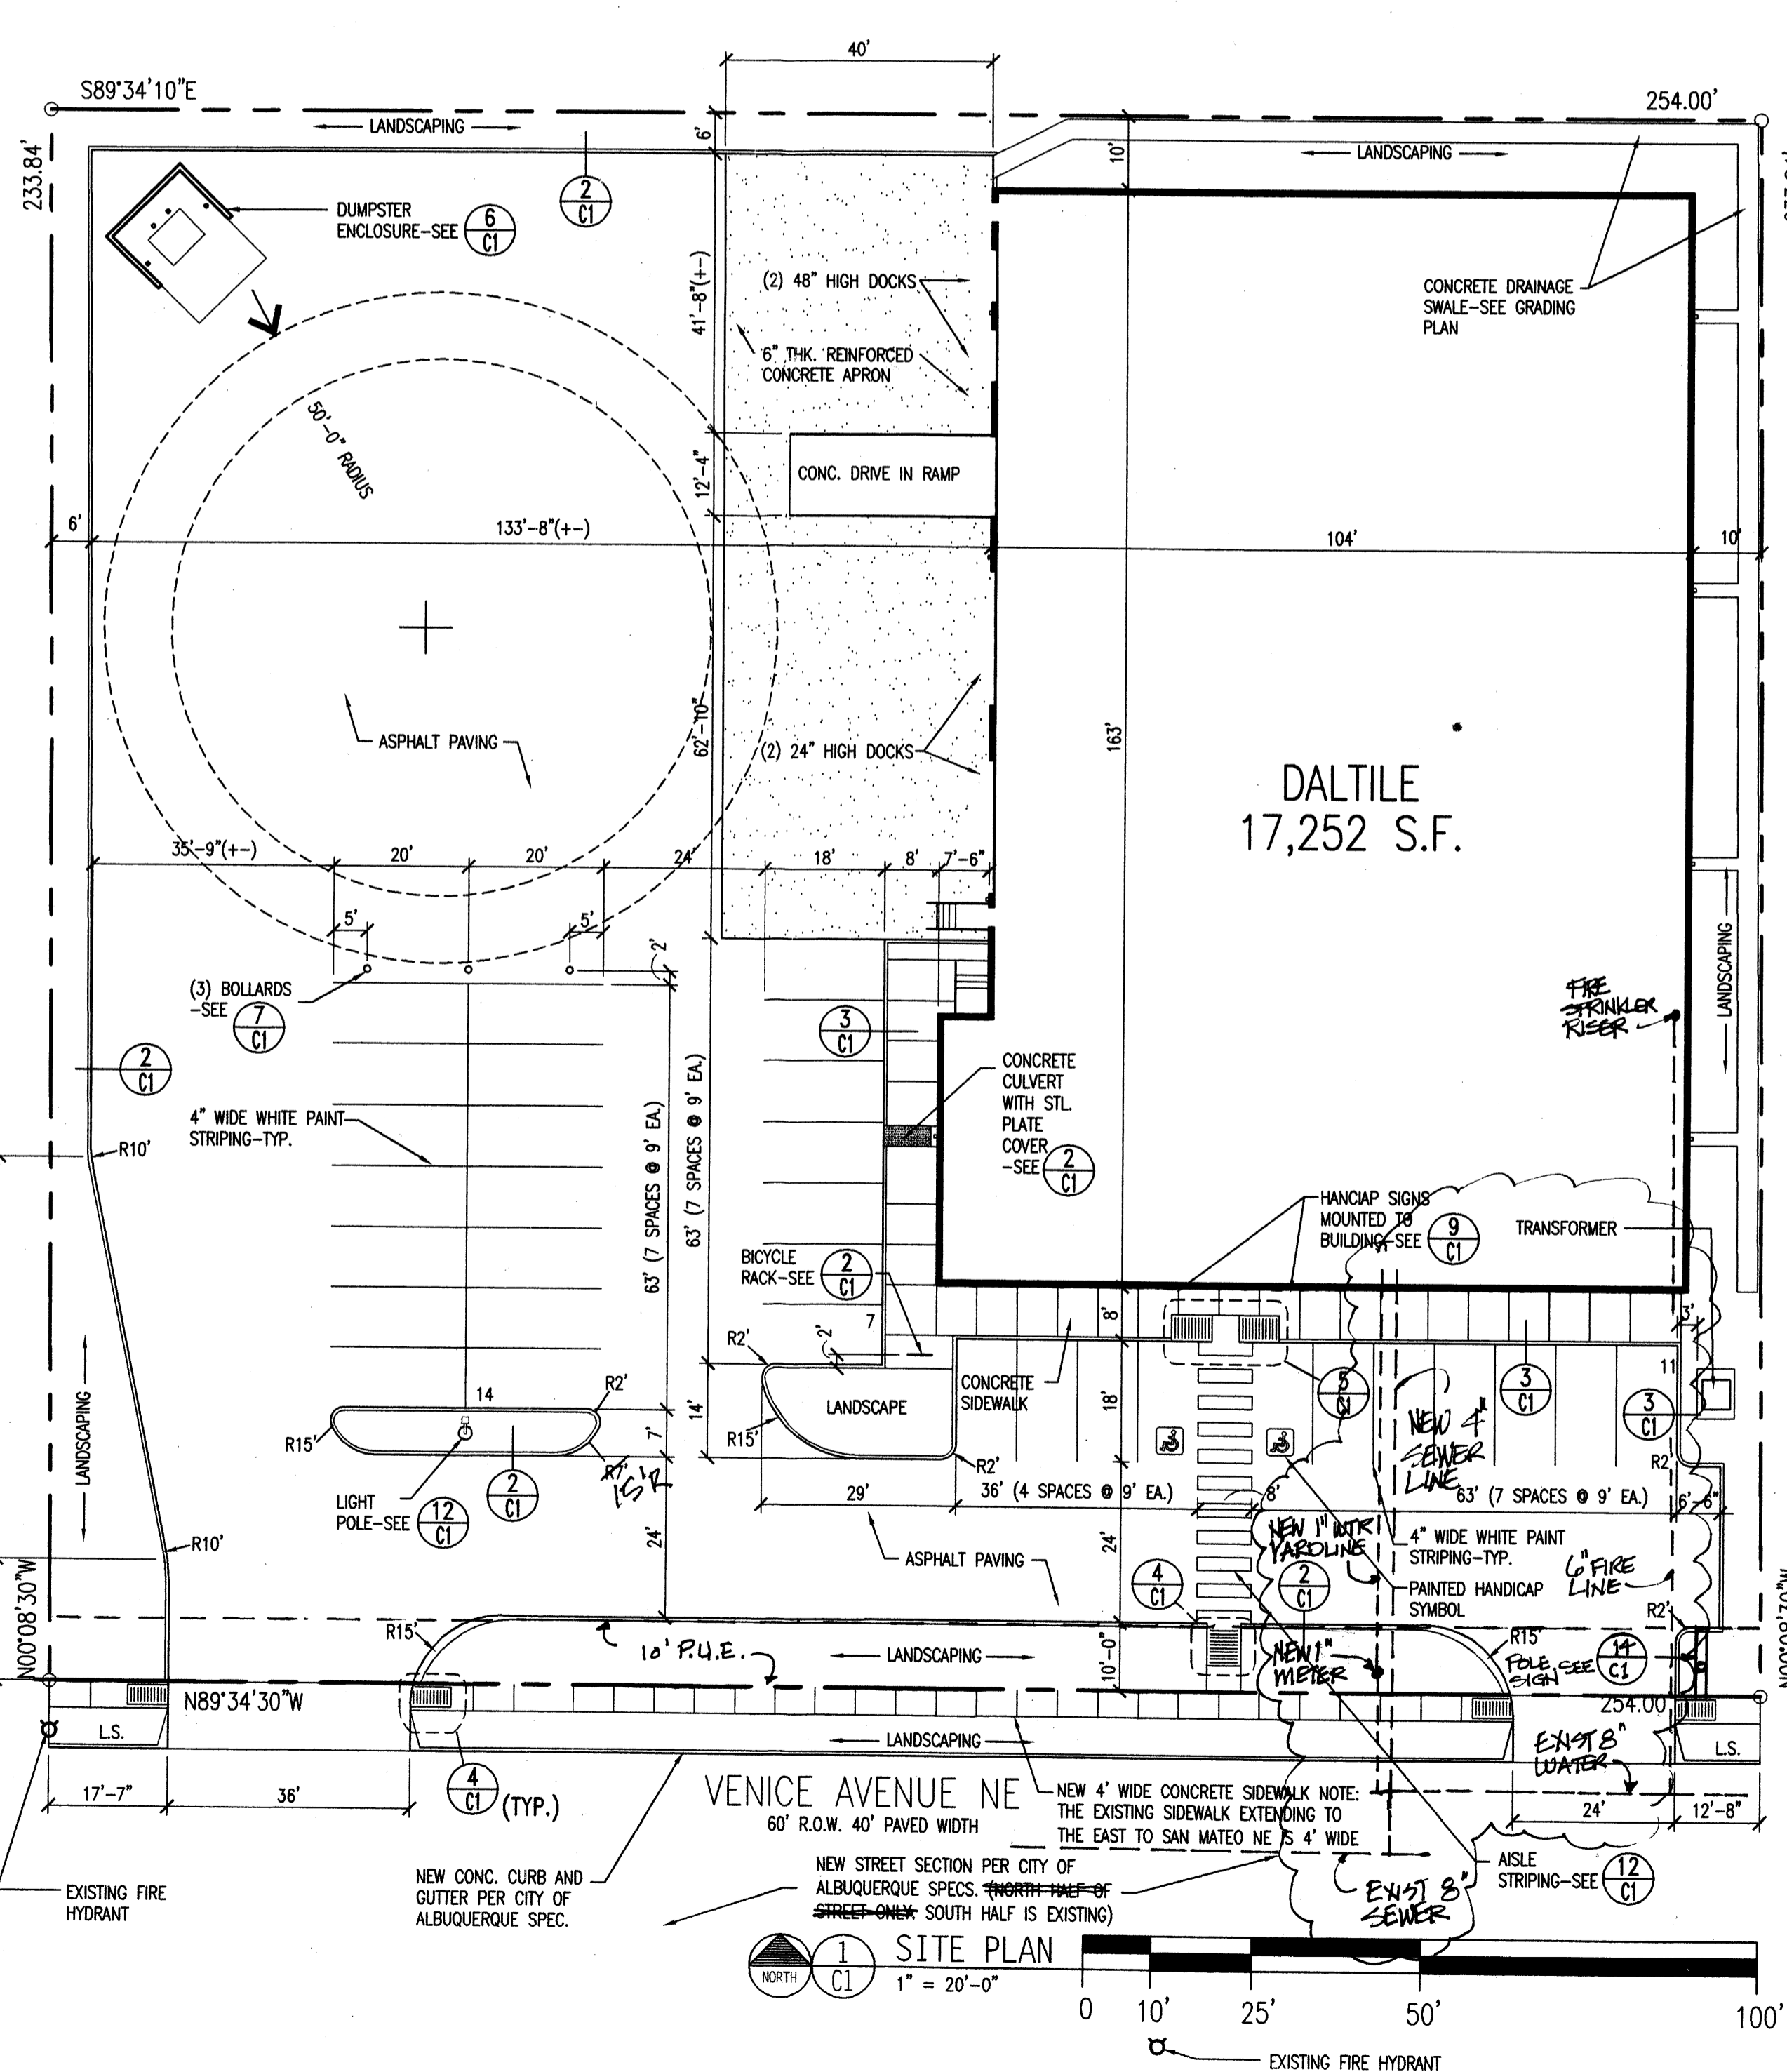 40'
S89°34'10"E
254.00'
LANDSCAPING
6'
10'
LANDSCAPING
233.84'
2
C1
DUMPSTER
ENCLOSURE-SEE
6
C1
(2) 48" HIGH DOCKS
41'-8"(+-)
CONCRETE DRAINAGE
SWALE-SEE GRADING
PLAN
6" THK. REINFORCED
CONCRETE APRON
50'-0" RADIUS
CONC. DRIVE IN RAMP
12'-4"
6'
133'-8"(+-)
104'
10'
ASPHALT PAVING
62'-10"
(2) 24" HIGH DOCKS
163'
DALTILE
17,252 S.F.
35'-9"(+-)
20'
20'
24'
18'
8'
7'-6"
5'
5'
2'
LANDSCAPING
(3) BOLLARDS
-SEE
7
C1
FIRE
SPRINKLER
RISER
3
C1
2
C1
CONCRETE
CULVERT
WITH STL.
PLATE
COVER
-SEE
2
C1
4" WIDE WHITE PAINT
STRIPING-TYP.
R10'
63' (7 SPACES @ 9' EA.)
63' (7 SPACES @ 9' EA.)
HANCIAP SIGNS
MOUNTED TO
BUILDING-SEE
9
C1
TRANSFORMER
BICYCLE
RACK-SEE
2
C1
7
8'
3'
R2'
2'
11
LANDSCAPING
14
R2'
LANDSCAPE
14'
CONCRETE
SIDEWALK
18'
5
C1
3
C1
3
C1
NEW 4"
SEWER
LINE
R15'
7'
R15'
R7'
15'R
R2'
R2'
LIGHT
POLE-SEE
12
C1
2
C1
29'
36' (4 SPACES @ 9' EA.)
8'
63' (7 SPACES @ 9' EA.)
6'-6"
R10'
24'
ASPHALT PAVING
24'
NEW 1" WTR
YARDLINE
4" WIDE WHITE PAINT
STRIPING-TYP.
6" FIRE
LINE
4
C1
2
C1
PAINTED HANDICAP
SYMBOL
N00°08'30"W
N00°08'30"W
R15'
10' P.U.E.
LANDSCAPING
10'-0"
NEW 1"
METER
R2'
R15'
POLE SIGN, SEE
14
C1
N89°34'30"W
254.00
L.S.
LANDSCAPING
EXIST 8"
WATER
L.S.
17'-7"
36'
4
C1
(TYP.)
VENICE AVENUE NE
60' R.O.W. 40' PAVED WIDTH
NEW 4' WIDE CONCRETE SIDEWALK NOTE:
THE EXISTING SIDEWALK EXTENDING TO
THE EAST TO SAN MATEO NE IS 4' WIDE
24'
12'-8"
EXISTING FIRE
HYDRANT
NEW CONC. CURB AND
GUTTER PER CITY OF
ALBUQUERQUE SPEC.
NEW STREET SECTION PER CITY OF
ALBUQUERQUE SPECS. (NORTH HALF OF
STREET ONLY. SOUTH HALF IS EXISTING)
EXIST 8"
SEWER
AISLE
STRIPING-SEE
12
C1
NORTH
1
C1
SITE PLAN
1" = 20'-0"
0 10' 25' 50' 100'
EXISTING FIRE HYDRANT